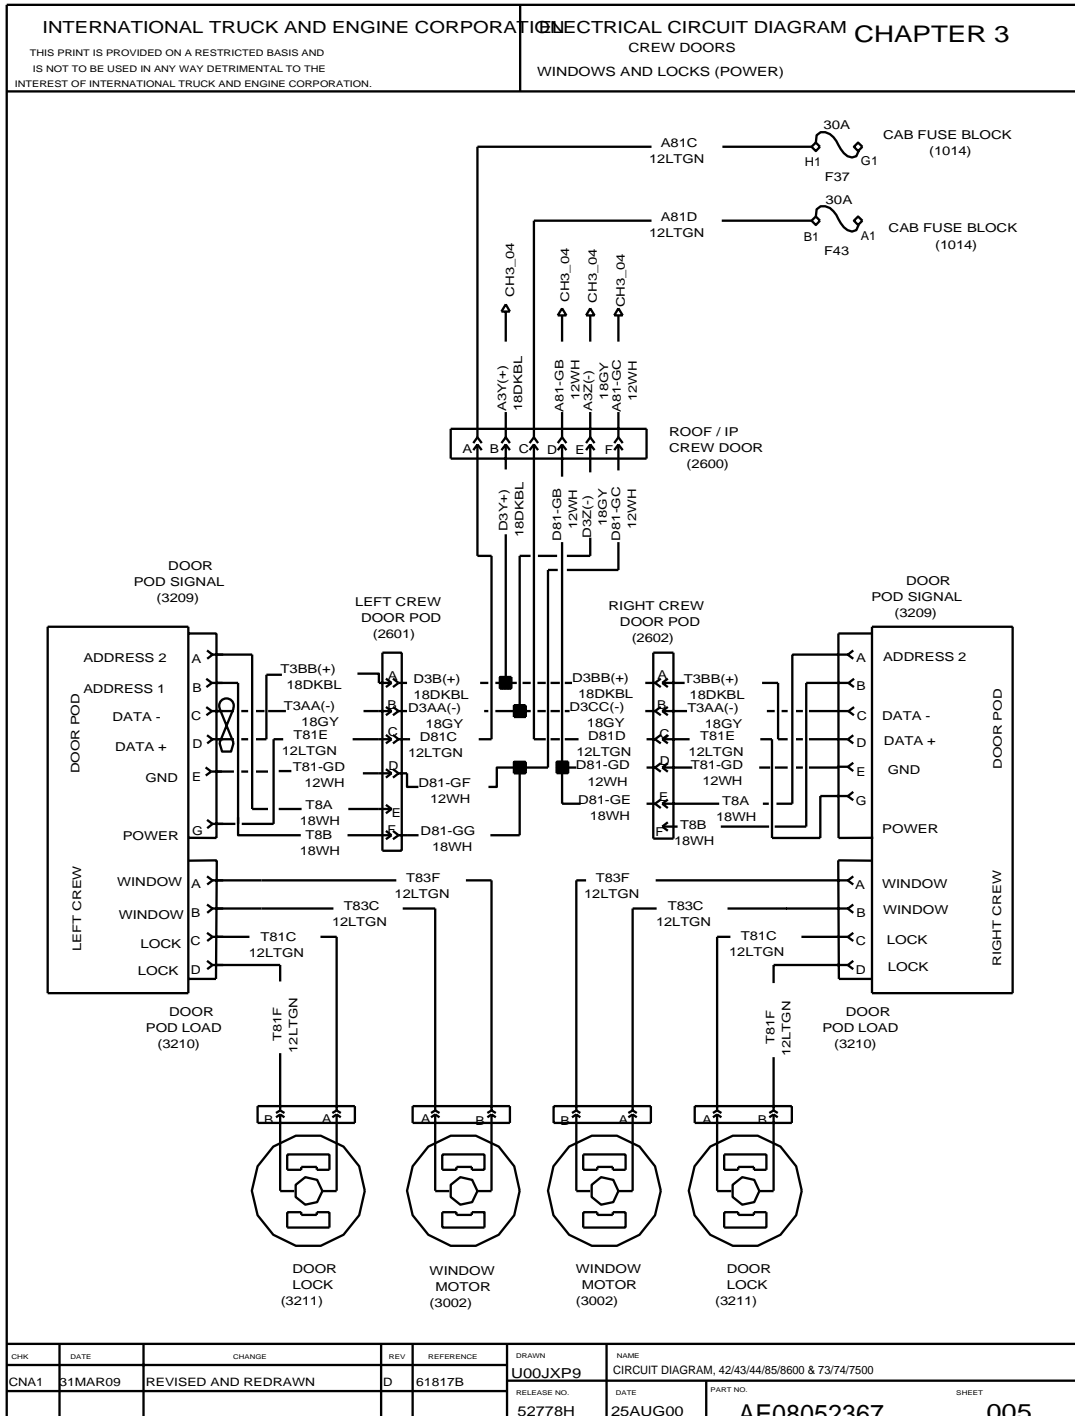 INTERNATIONAL TRUCK AND ENGINE CORPORATION
THIS PRINT IS PROVIDED ON A RESTRICTED BASIS AND
IS NOT TO BE USED IN ANY WAY DETRIMENTAL TO THE
INTEREST OF INTERNATIONAL TRUCK AND ENGINE CORPORATION.
ELECTRICAL CIRCUIT DIAGRAM
CREW DOORS
WINDOWS AND LOCKS (POWER)
CHAPTER 3
A81C
12LTGN
30A
H1
G1
F37
CAB FUSE BLOCK
(1014)
A81D
12LTGN
30A
B1
A1
F43
CAB FUSE BLOCK
(1014)
CH3_04
CH3_04
CH3_04
CH3_04
A3Y(+)
18DKBL
A81-GB
12WH
A3Z(-)
18GY
A81-GC
12WH
A
B
C
D
E
F
ROOF / IP
CREW DOOR
(2600)
D3Y+)
18DKBL
D81-GB
12WH
D3Z(-)
18GY
D81-GC
12WH
DOOR
POD SIGNAL
(3209)
LEFT CREW
DOOR POD
(2601)
RIGHT CREW
DOOR POD
(2602)
DOOR
POD SIGNAL
(3209)
DOOR POD
LEFT CREW
ADDRESS 2
A
ADDRESS 1
B
DATA -
C
DATA +
D
GND
E
POWER
G
T3BB(+)
18DKBL
T3AA(-)
18GY
T81E
12LTGN
T81-GD
12WH
T8A
18WH
T8B
18WH
A
B
C
D
E
F
D3B(+)
18DKBL
D3AA(-)
18GY
D81C
12LTGN
D81-GF
12WH
D81-GG
18WH
D3BB(+)
18DKBL
D3CC(-)
18GY
D81D
12LTGN
D81-GD
12WH
D81-GE
18WH
A
B
C
D
E
F
T3BB(+)
18DKBL
T3AA(-)
18GY
T81E
12LTGN
T81-GD
12WH
T8A
18WH
T8B
18WH
A
ADDRESS 2
B
C
DATA -
D
DATA +
E
GND
G
POWER
DOOR POD
RIGHT CREW
WINDOW
A
WINDOW
B
LOCK
C
LOCK
D
T83F
12LTGN
T83C
12LTGN
T81C
12LTGN
T81F
12LTGN
T83F
12LTGN
T83C
12LTGN
T81C
12LTGN
T81F
12LTGN
A
WINDOW
B
WINDOW
C
LOCK
D
LOCK
DOOR
POD LOAD
(3210)
DOOR
POD LOAD
(3210)
B
A
A
B
B
A
A
B
DOOR
LOCK
(3211)
WINDOW
MOTOR
(3002)
WINDOW
MOTOR
(3002)
DOOR
LOCK
(3211)
CHK
DATE
CHANGE
REV
REFERENCE
CNA1
31MAR09
REVISED AND REDRAWN
D
61817B
DRAWN
U00JXP9
NAME
CIRCUIT DIAGRAM, 42/43/44/85/8600 & 73/74/7500
RELEASE NO.
52778H
DATE
25AUG00
PART NO.
AE08052367
SHEET
005